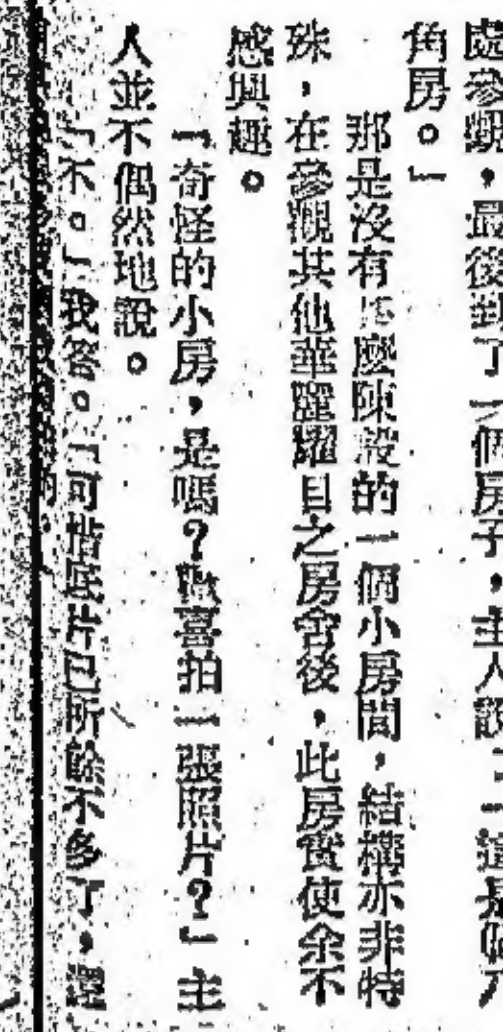 處參觀，最後到了一個房子，主人說：「這是個六
角房。」
那是沒有甚麼陳設的一個小房間，結構亦非特
殊，在參觀其他華麗耀目之房舍後，此房實使余不
感興趣。
「奇怪的小房，是嗎？歡喜拍一張照片？」主
人並不偶然地說。
「不。」我答。「可惜底片已所餘不多了，還